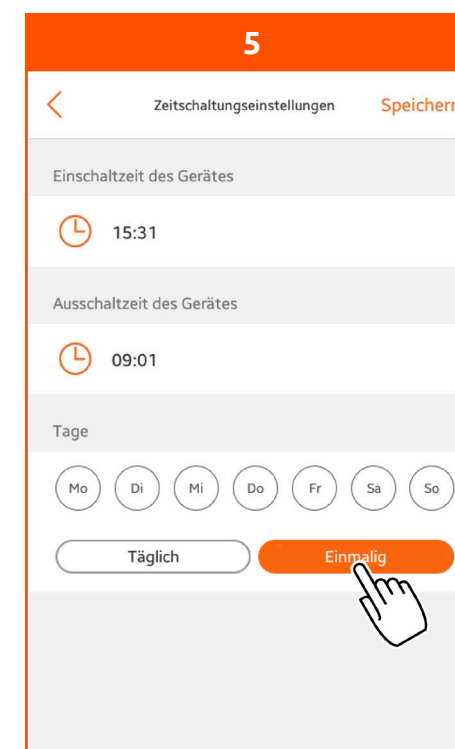 5
Zeitschaltungseinstellungen Speichern
Einschaltzeit des Gerätes
15:31
Ausschaltzeit des Gerätes
09:01
Tage
Mo Di Mi Do Fr Sa So
Täglich Einmalig